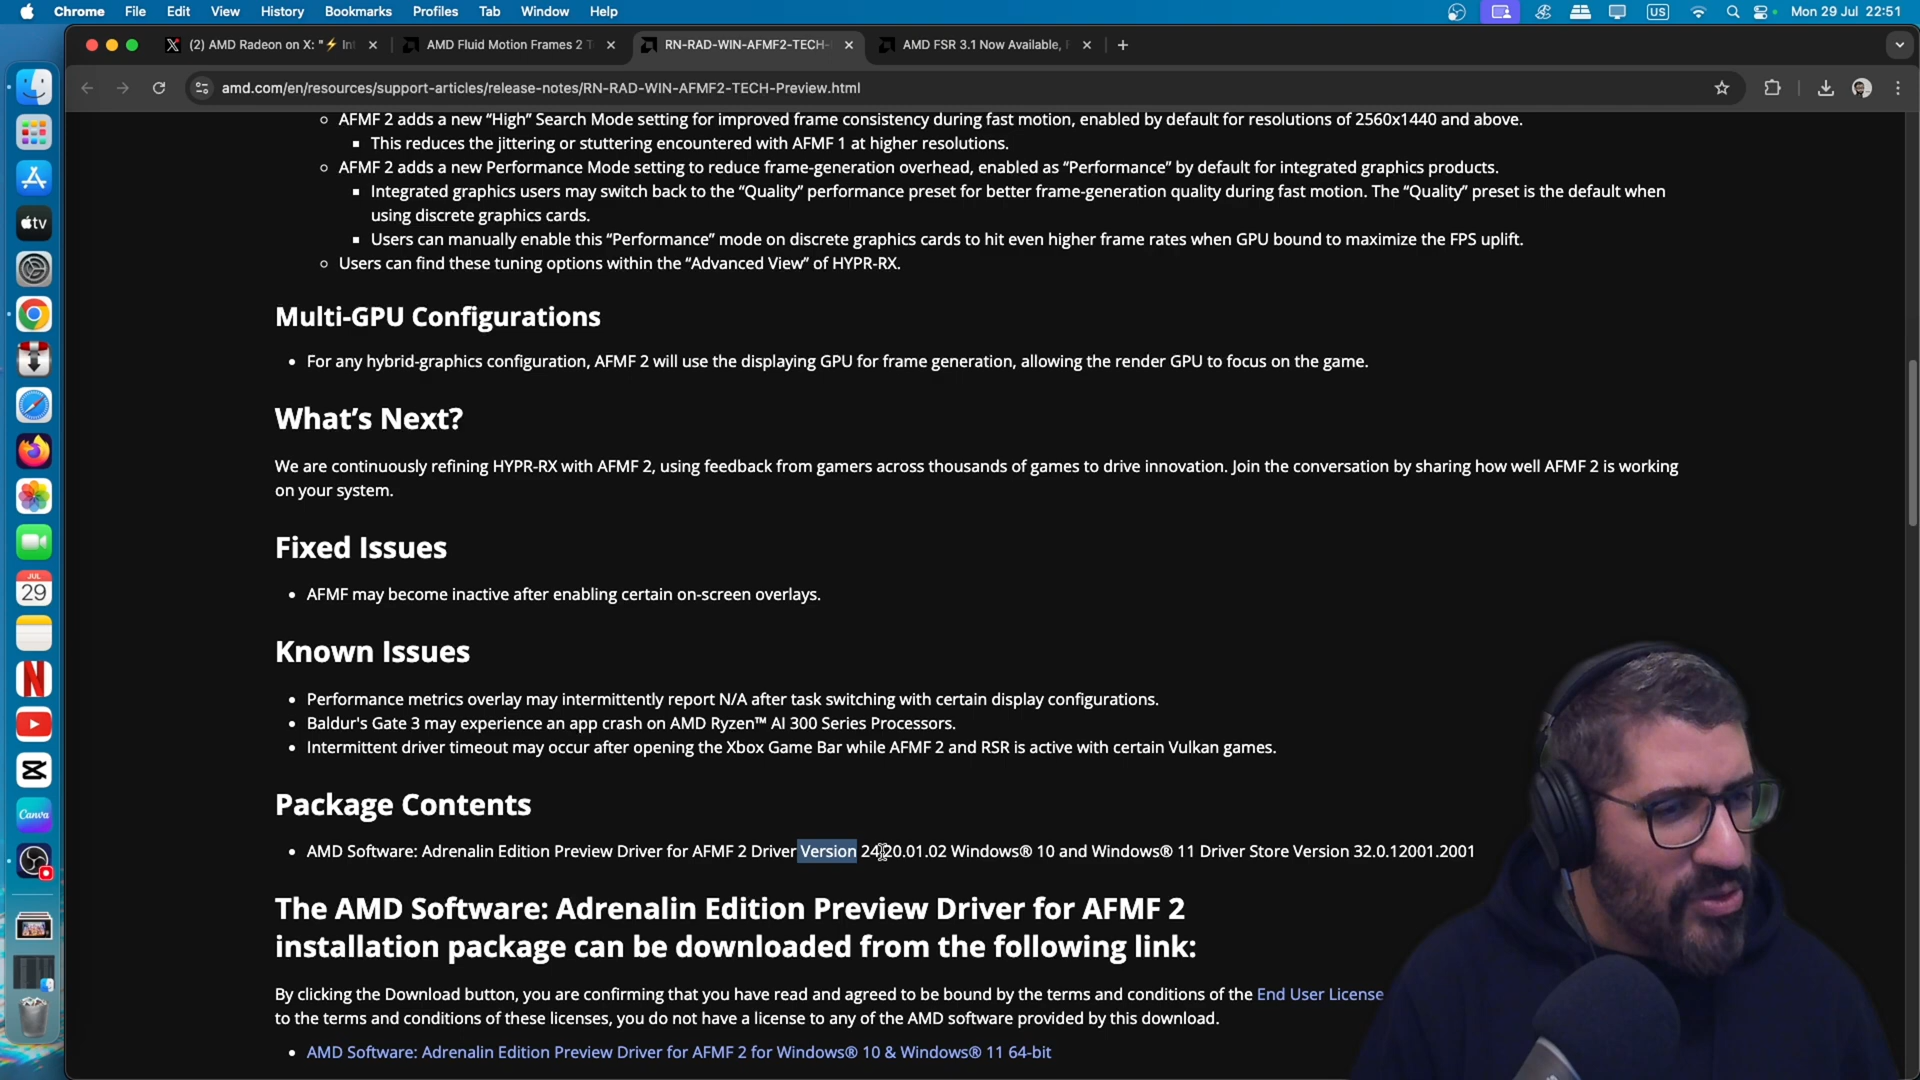 Chrome File Edit View History Bookmarks Profiles Tab Window Help
US
Mon 29 Jul 22:51
(2) AMD Radeon on X: "⚡ Int
AMD Fluid Motion Frames 2 T
RN-RAD-WIN-AFMF2-TECH-
AMD FSR 3.1 Now Available, F
amd.com/en/resources/support-articles/release-notes/RN-RAD-WIN-AFMF2-TECH-Preview.html
AFMF 2 adds a new “High” Search Mode setting for improved frame consistency during fast motion, enabled by default for resolutions of 2560x1440 and above.
This reduces the jittering or stuttering encountered with AFMF 1 at higher resolutions.
AFMF 2 adds a new Performance Mode setting to reduce frame-generation overhead, enabled as “Performance” by default for integrated graphics products.
Integrated graphics users may switch back to the “Quality” performance preset for better frame-generation quality during fast motion. The “Quality” preset is the default when
using discrete graphics cards.
Users can manually enable this “Performance” mode on discrete graphics cards to hit even higher frame rates when GPU bound to maximize the FPS uplift.
Users can find these tuning options within the “Advanced View” of HYPR-RX.
Multi-GPU Configurations
For any hybrid-graphics configuration, AFMF 2 will use the displaying GPU for frame generation, allowing the render GPU to focus on the game.
What’s Next?
We are continuously refining HYPR-RX with AFMF 2, using feedback from gamers across thousands of games to drive innovation. Join the conversation by sharing how well AFMF 2 is working
on your system.
Fixed Issues
AFMF may become inactive after enabling certain on-screen overlays.
Known Issues
Performance metrics overlay may intermittently report N/A after task switching with certain display configurations.
Baldur's Gate 3 may experience an app crash on AMD Ryzen™ AI 300 Series Processors.
Intermittent driver timeout may occur after opening the Xbox Game Bar while AFMF 2 and RSR is active with certain Vulkan games.
Package Contents
AMD Software: Adrenalin Edition Preview Driver for AFMF 2 Driver Version 24.20.01.02 Windows® 10 and Windows® 11 Driver Store Version 32.0.12001.2001
The AMD Software: Adrenalin Edition Preview Driver for AFMF 2
installation package can be downloaded from the following link:
By clicking the Download button, you are confirming that you have read and agreed to be bound by the terms and conditions of the End User License
to the terms and conditions of these licenses, you do not have a license to any of the AMD software provided by this download.
AMD Software: Adrenalin Edition Preview Driver for AFMF 2 for Windows® 10 & Windows® 11 64-bit
tv
JUL
29
N
Canva